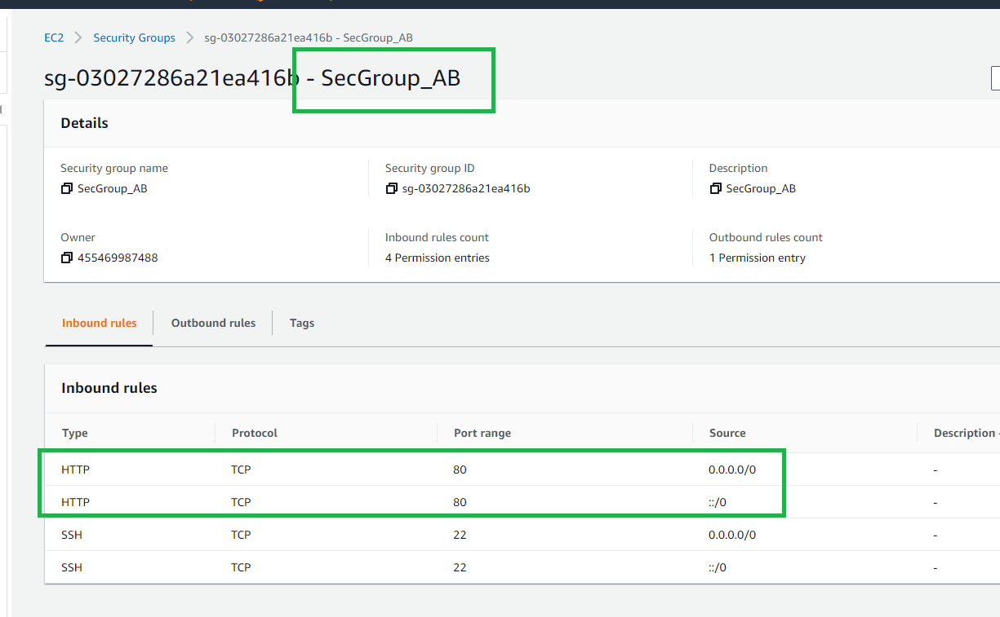 EC2 > Security Groups > sg-03027286a21ea416b - SecGroup_AB
sg-03027286a21ea416b - SecGroup_AB
Details
Security group name Security group ID Description
SecGroup_AB sg-03027286a21ea416b SecGroup_AB
Owner Inbound rules count Outbound rules count
455469987488 4 Permission entries 1 Permission entry
Inbound rules Outbound rules Tags
Inbound rules
Type Protocol Port range Source Description
HTTP TCP 80 0.0.0.0/0 -
HTTP TCP 80 ::/0 -
SSH TCP 22 0.0.0.0/0 -
SSH TCP 22 ::/0 -